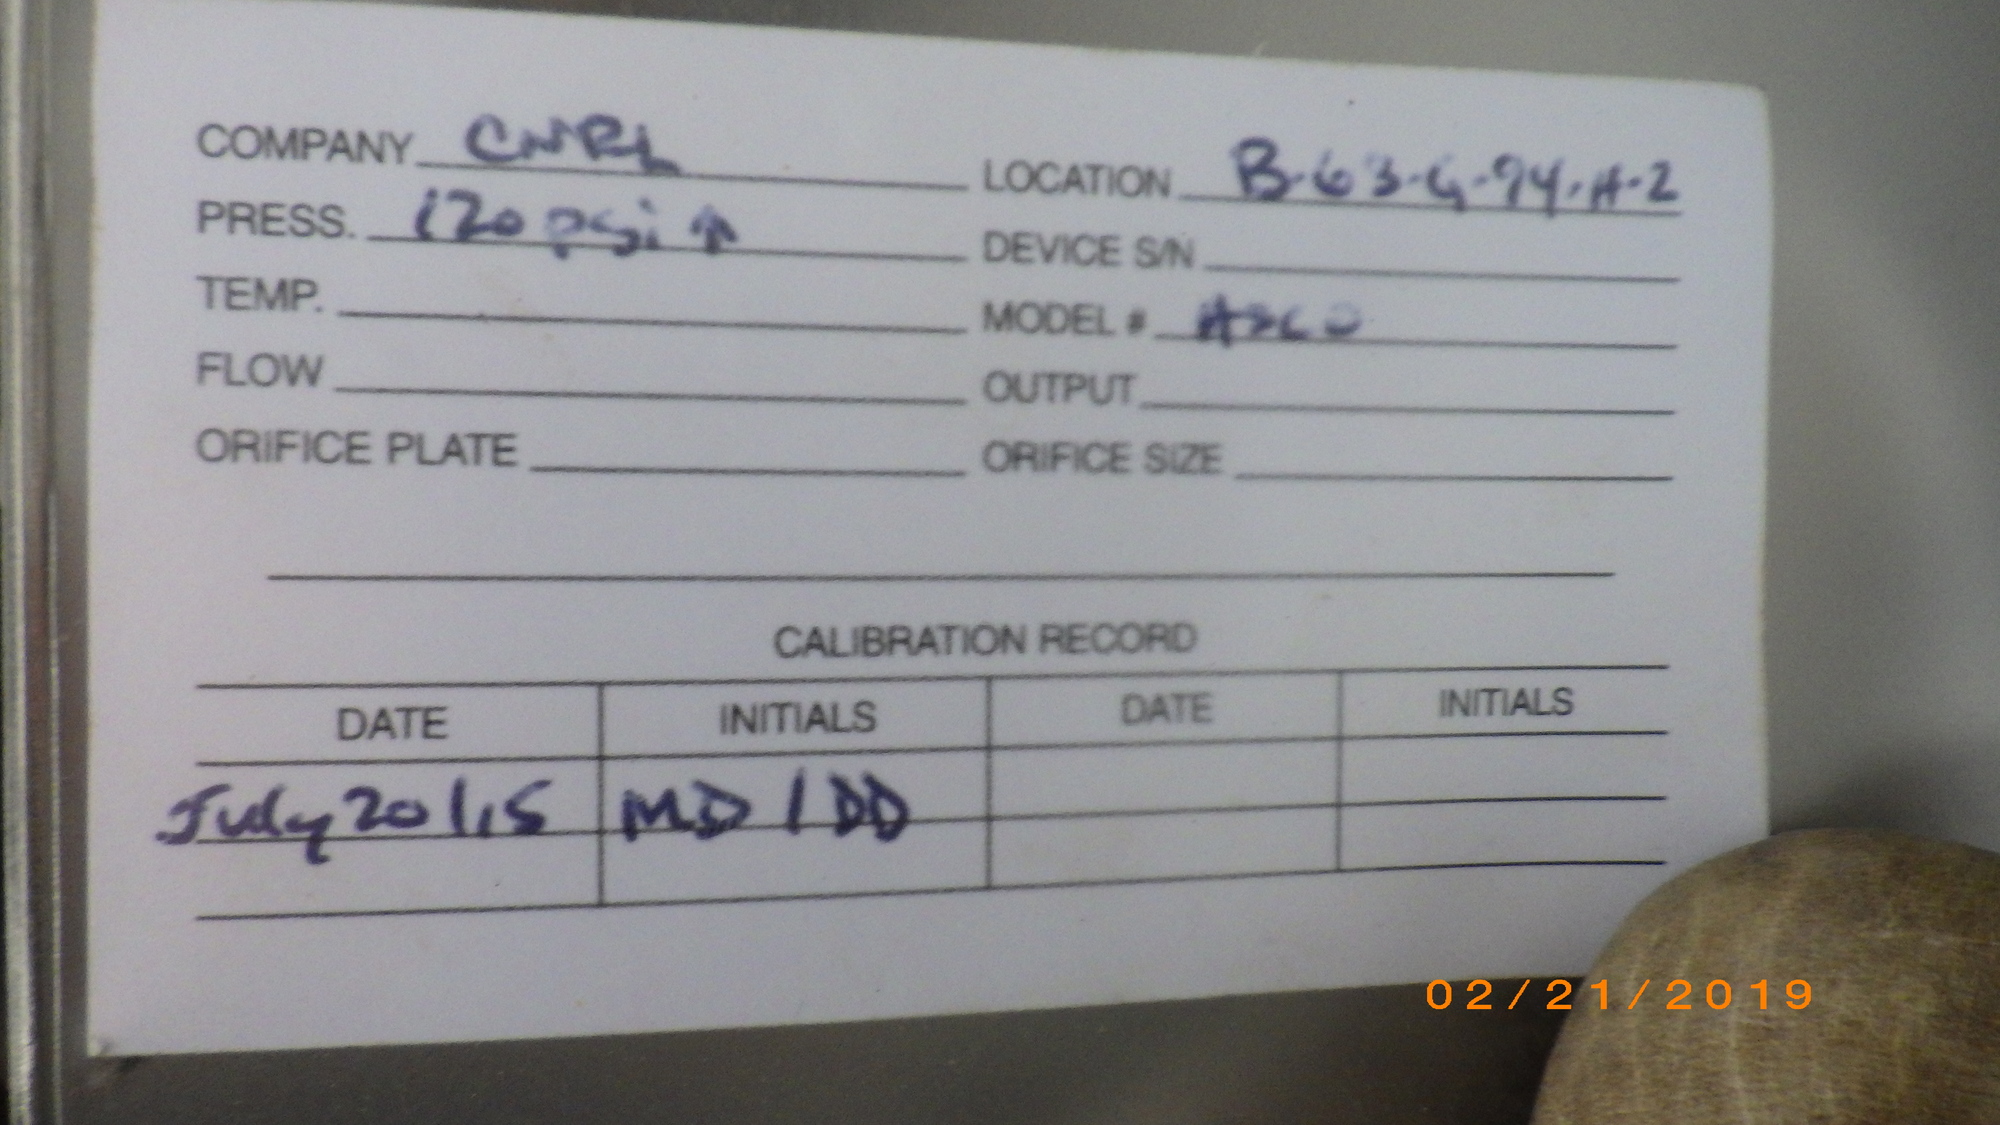 COMPANY CNRL LOCATION B-63-G-94-H-2
PRESS. 120 psi ↑ DEVICE S/N
TEMP. MODEL # ASCO
FLOW OUTPUT
ORIFICE PLATE ORIFICE SIZE
CALIBRATION RECORD
DATE INITIALS DATE INITIALS
July 20/15 MD / DD
02/21/2019